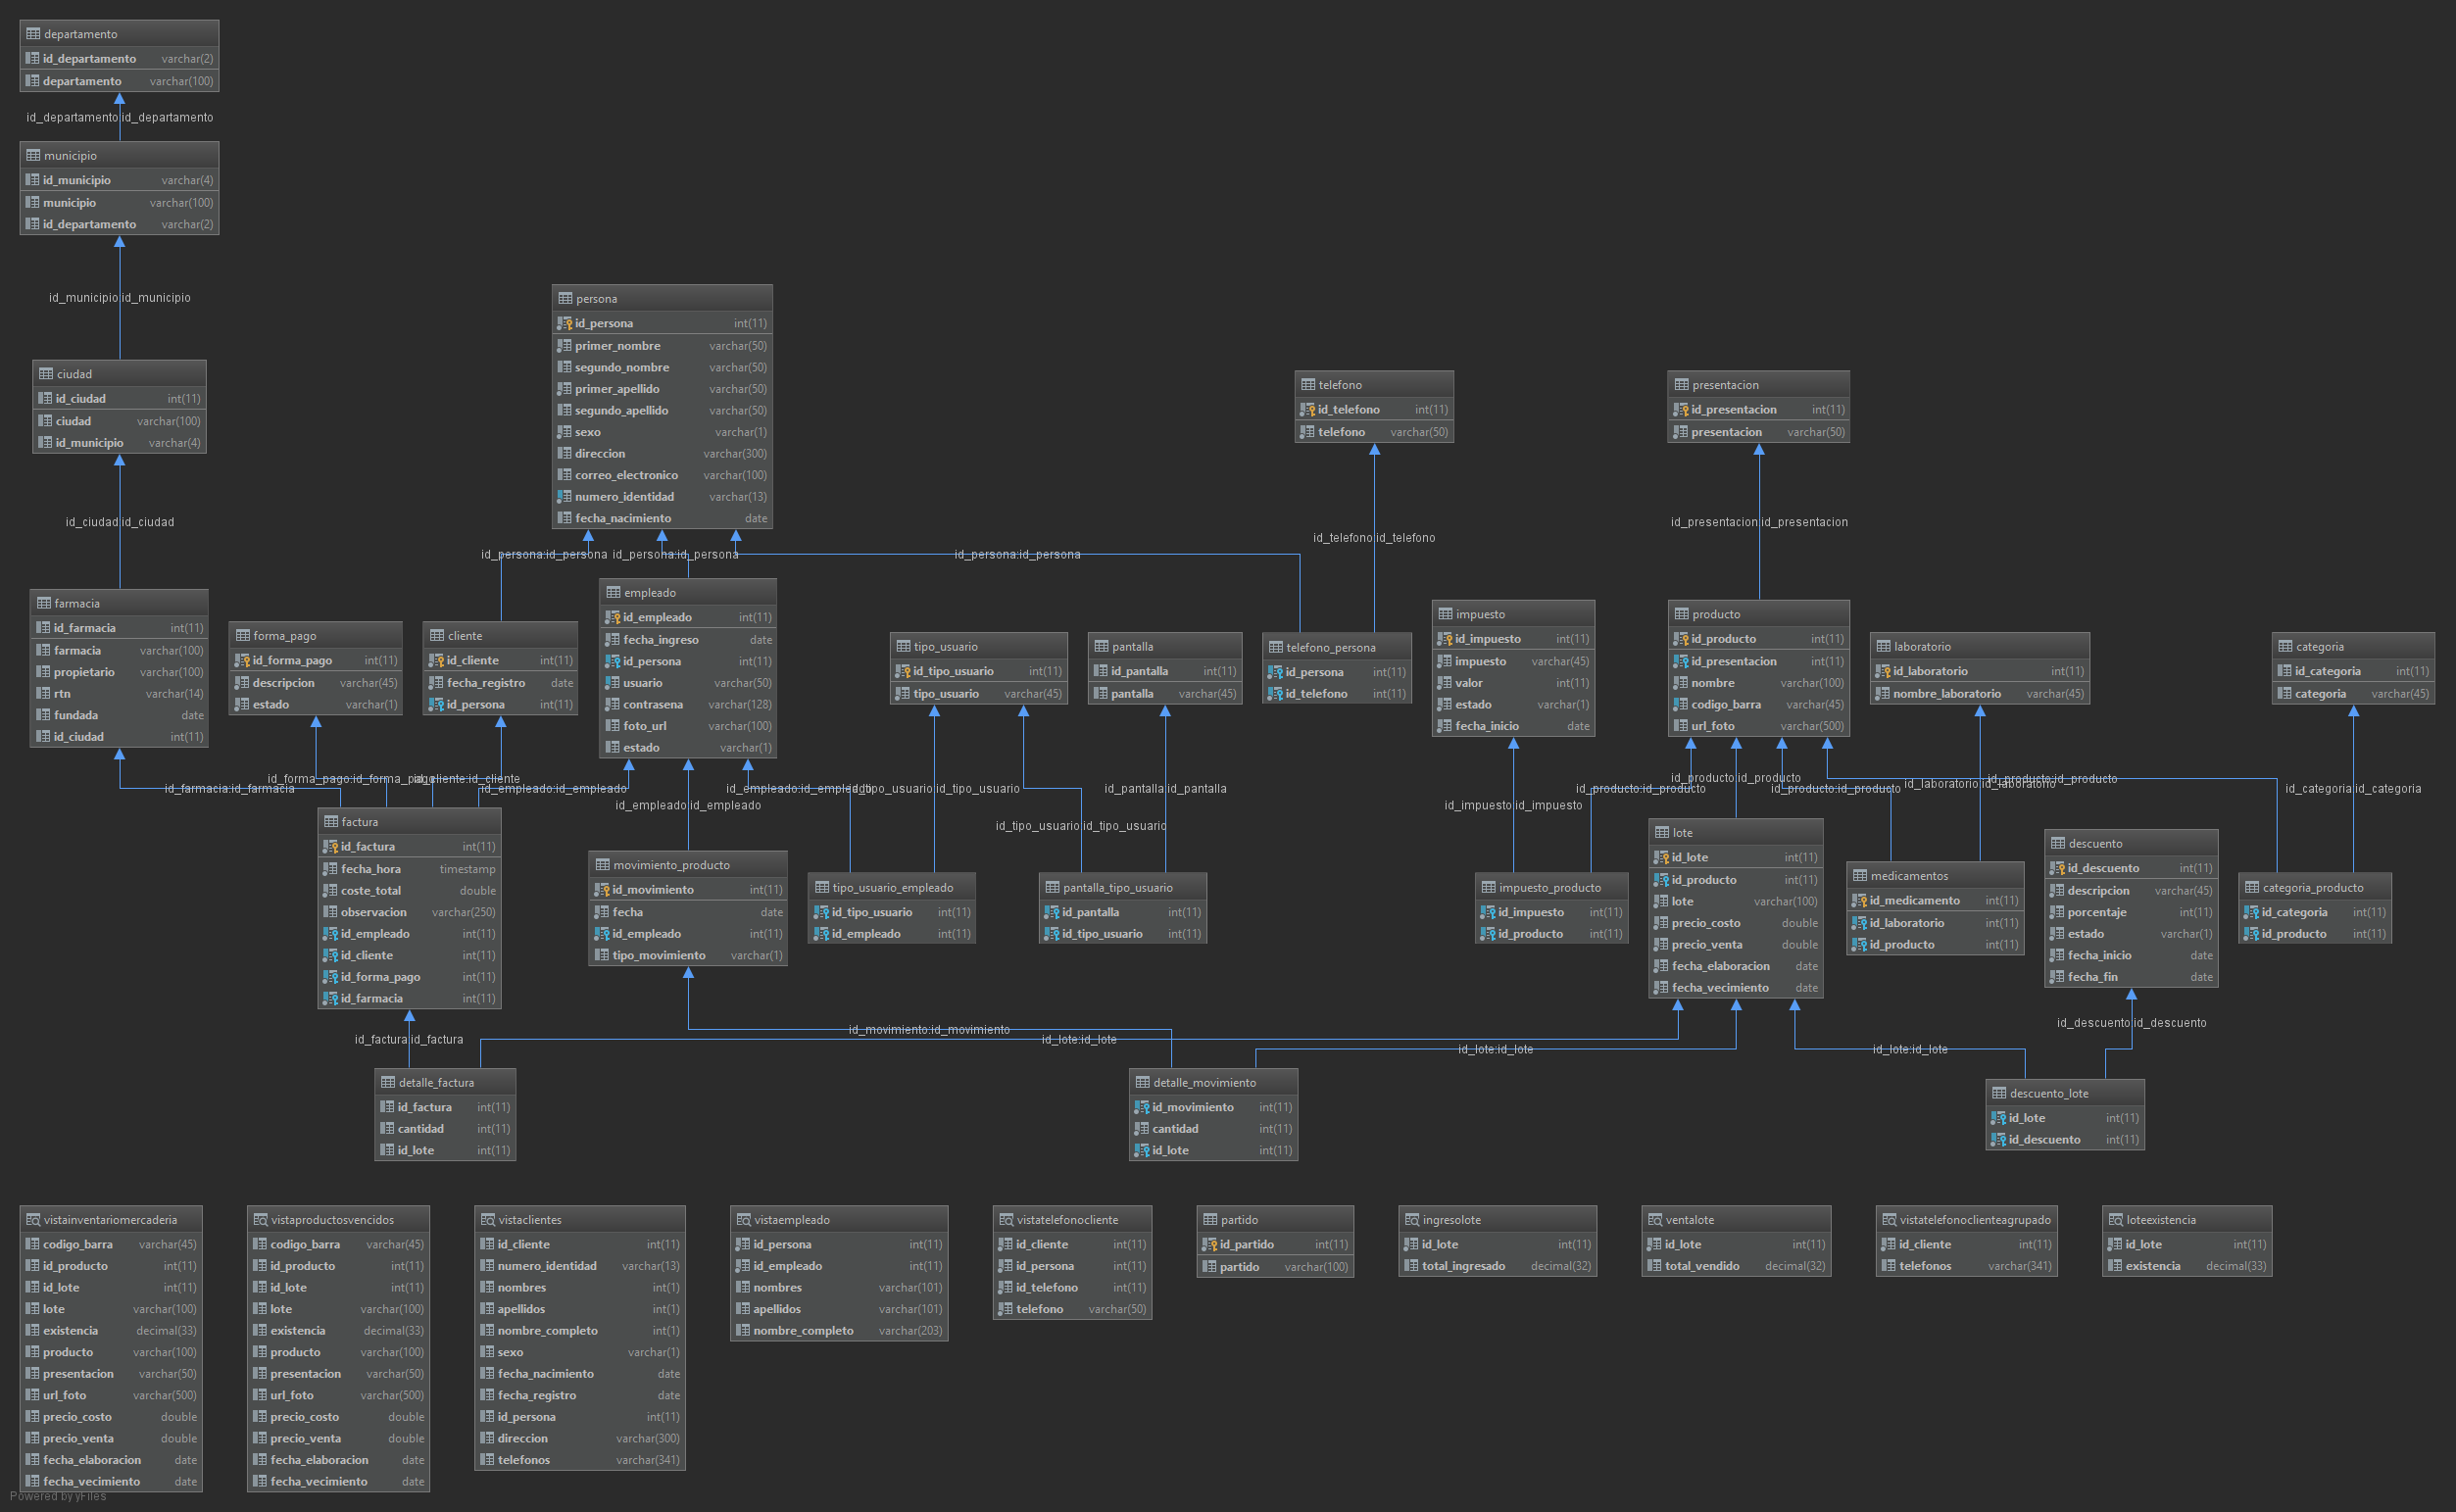 departamento
id_departamento varchar(2)
departamento varchar(100)
id_departamento:id_departamento
municipio
id_municipio varchar(4)
municipio varchar(100)
id_departamento varchar(2)
id_municipio:id_municipio
ciudad
id_ciudad int(11)
ciudad varchar(100)
id_municipio varchar(4)
id_ciudad:id_ciudad
persona
id_persona int(11)
primer_nombre varchar(50)
segundo_nombre varchar(50)
primer_apellido varchar(50)
segundo_apellido varchar(50)
sexo varchar(1)
direccion varchar(300)
correo_electronico varchar(100)
numero_identidad varchar(13)
fecha_nacimiento date
telefono
id_telefono int(11)
telefono varchar(50)
presentacion
id_presentacion int(11)
presentacion varchar(50)
id_persona:id_persona
id_persona:id_persona
id_persona:id_persona
id_telefono:id_telefono
id_presentacion:id_presentacion
farmacia
id_farmacia int(11)
farmacia varchar(100)
propietario varchar(100)
rtn varchar(14)
fundada date
id_ciudad int(11)
forma_pago
id_forma_pago int(11)
descripcion varchar(45)
estado varchar(1)
cliente
id_cliente int(11)
fecha_registro date
id_persona int(11)
empleado
id_empleado int(11)
fecha_ingreso date
id_persona int(11)
usuario varchar(50)
contrasena varchar(128)
foto_url varchar(100)
estado varchar(1)
tipo_usuario
id_tipo_usuario int(11)
tipo_usuario varchar(45)
pantalla
id_pantalla int(11)
pantalla varchar(45)
telefono_persona
id_persona int(11)
id_telefono int(11)
impuesto
id_impuesto int(11)
impuesto varchar(45)
valor int(11)
estado varchar(1)
fecha_inicio date
producto
id_producto int(11)
id_presentacion int(11)
nombre varchar(100)
codigo_barra varchar(45)
url_foto varchar(500)
laboratorio
id_laboratorio int(11)
nombre_laboratorio varchar(45)
categoria
id_categoria int(11)
categoria varchar(45)
id_farmacia:id_farmacia
id_forma_pago:id_forma_pago
id_cliente:id_cliente
id_empleado:id_empleado
id_empleado:id_empleado
id_empleado:id_empleado
id_tipo_usuario:id_tipo_usuario
id_tipo_usuario:id_tipo_usuario
id_pantalla:id_pantalla
id_impuesto:id_impuesto
id_producto:id_producto
id_producto:id_producto
id_producto:id_producto
id_laboratorio:id_laboratorio
id_producto:id_producto
id_categoria:id_categoria
factura
id_factura int(11)
fecha_hora timestamp
coste_total double
observacion varchar(250)
id_empleado int(11)
id_cliente int(11)
id_forma_pago int(11)
id_farmacia int(11)
movimiento_producto
id_movimiento int(11)
fecha date
id_empleado int(11)
tipo_movimiento varchar(1)
tipo_usuario_empleado
id_tipo_usuario int(11)
id_empleado int(11)
pantalla_tipo_usuario
id_pantalla int(11)
id_tipo_usuario int(11)
impuesto_producto
id_impuesto int(11)
id_producto int(11)
lote
id_lote int(11)
id_producto int(11)
lote varchar(100)
precio_costo double
precio_venta double
fecha_elaboracion date
fecha_vecimiento date
medicamentos
id_medicamento int(11)
id_laboratorio int(11)
id_producto int(11)
descuento
id_descuento int(11)
descripcion varchar(45)
porcentaje int(11)
estado varchar(1)
fecha_inicio date
fecha_fin date
categoria_producto
id_categoria int(11)
id_producto int(11)
id_factura:id_factura
id_movimiento:id_movimiento
id_lote:id_lote
id_lote:id_lote
id_lote:id_lote
id_descuento:id_descuento
detalle_factura
id_factura int(11)
cantidad int(11)
id_lote int(11)
detalle_movimiento
id_movimiento int(11)
cantidad int(11)
id_lote int(11)
descuento_lote
id_lote int(11)
id_descuento int(11)
vistainventariomercaderia
codigo_barra varchar(45)
id_producto int(11)
id_lote int(11)
lote varchar(100)
existencia decimal(33)
producto varchar(100)
presentacion varchar(50)
url_foto varchar(500)
precio_costo double
precio_venta double
fecha_elaboracion date
fecha_vecimiento date
vistaproductosvencidos
codigo_barra varchar(45)
id_producto int(11)
id_lote int(11)
lote varchar(100)
existencia decimal(33)
producto varchar(100)
presentacion varchar(50)
url_foto varchar(500)
precio_costo double
precio_venta double
fecha_elaboracion date
fecha_vecimiento date
vistaclientes
id_cliente int(11)
numero_identidad varchar(13)
nombres int(1)
apellidos int(1)
nombre_completo int(1)
sexo varchar(1)
fecha_nacimiento date
fecha_registro date
id_persona int(11)
direccion varchar(300)
telefonos varchar(341)
vistaempleado
id_persona int(11)
id_empleado int(11)
nombres varchar(101)
apellidos varchar(101)
nombre_completo varchar(203)
vistatelefonocliente
id_cliente int(11)
id_persona int(11)
id_telefono int(11)
telefono varchar(50)
partido
id_partido int(11)
partido varchar(100)
ingresolote
id_lote int(11)
total_ingresado decimal(32)
ventalote
id_lote int(11)
total_vendido decimal(32)
vistatelefonoclienteagrupado
id_cliente int(11)
telefonos varchar(341)
loteexistencia
id_lote int(11)
existencia decimal(33)
Powered by yFiles